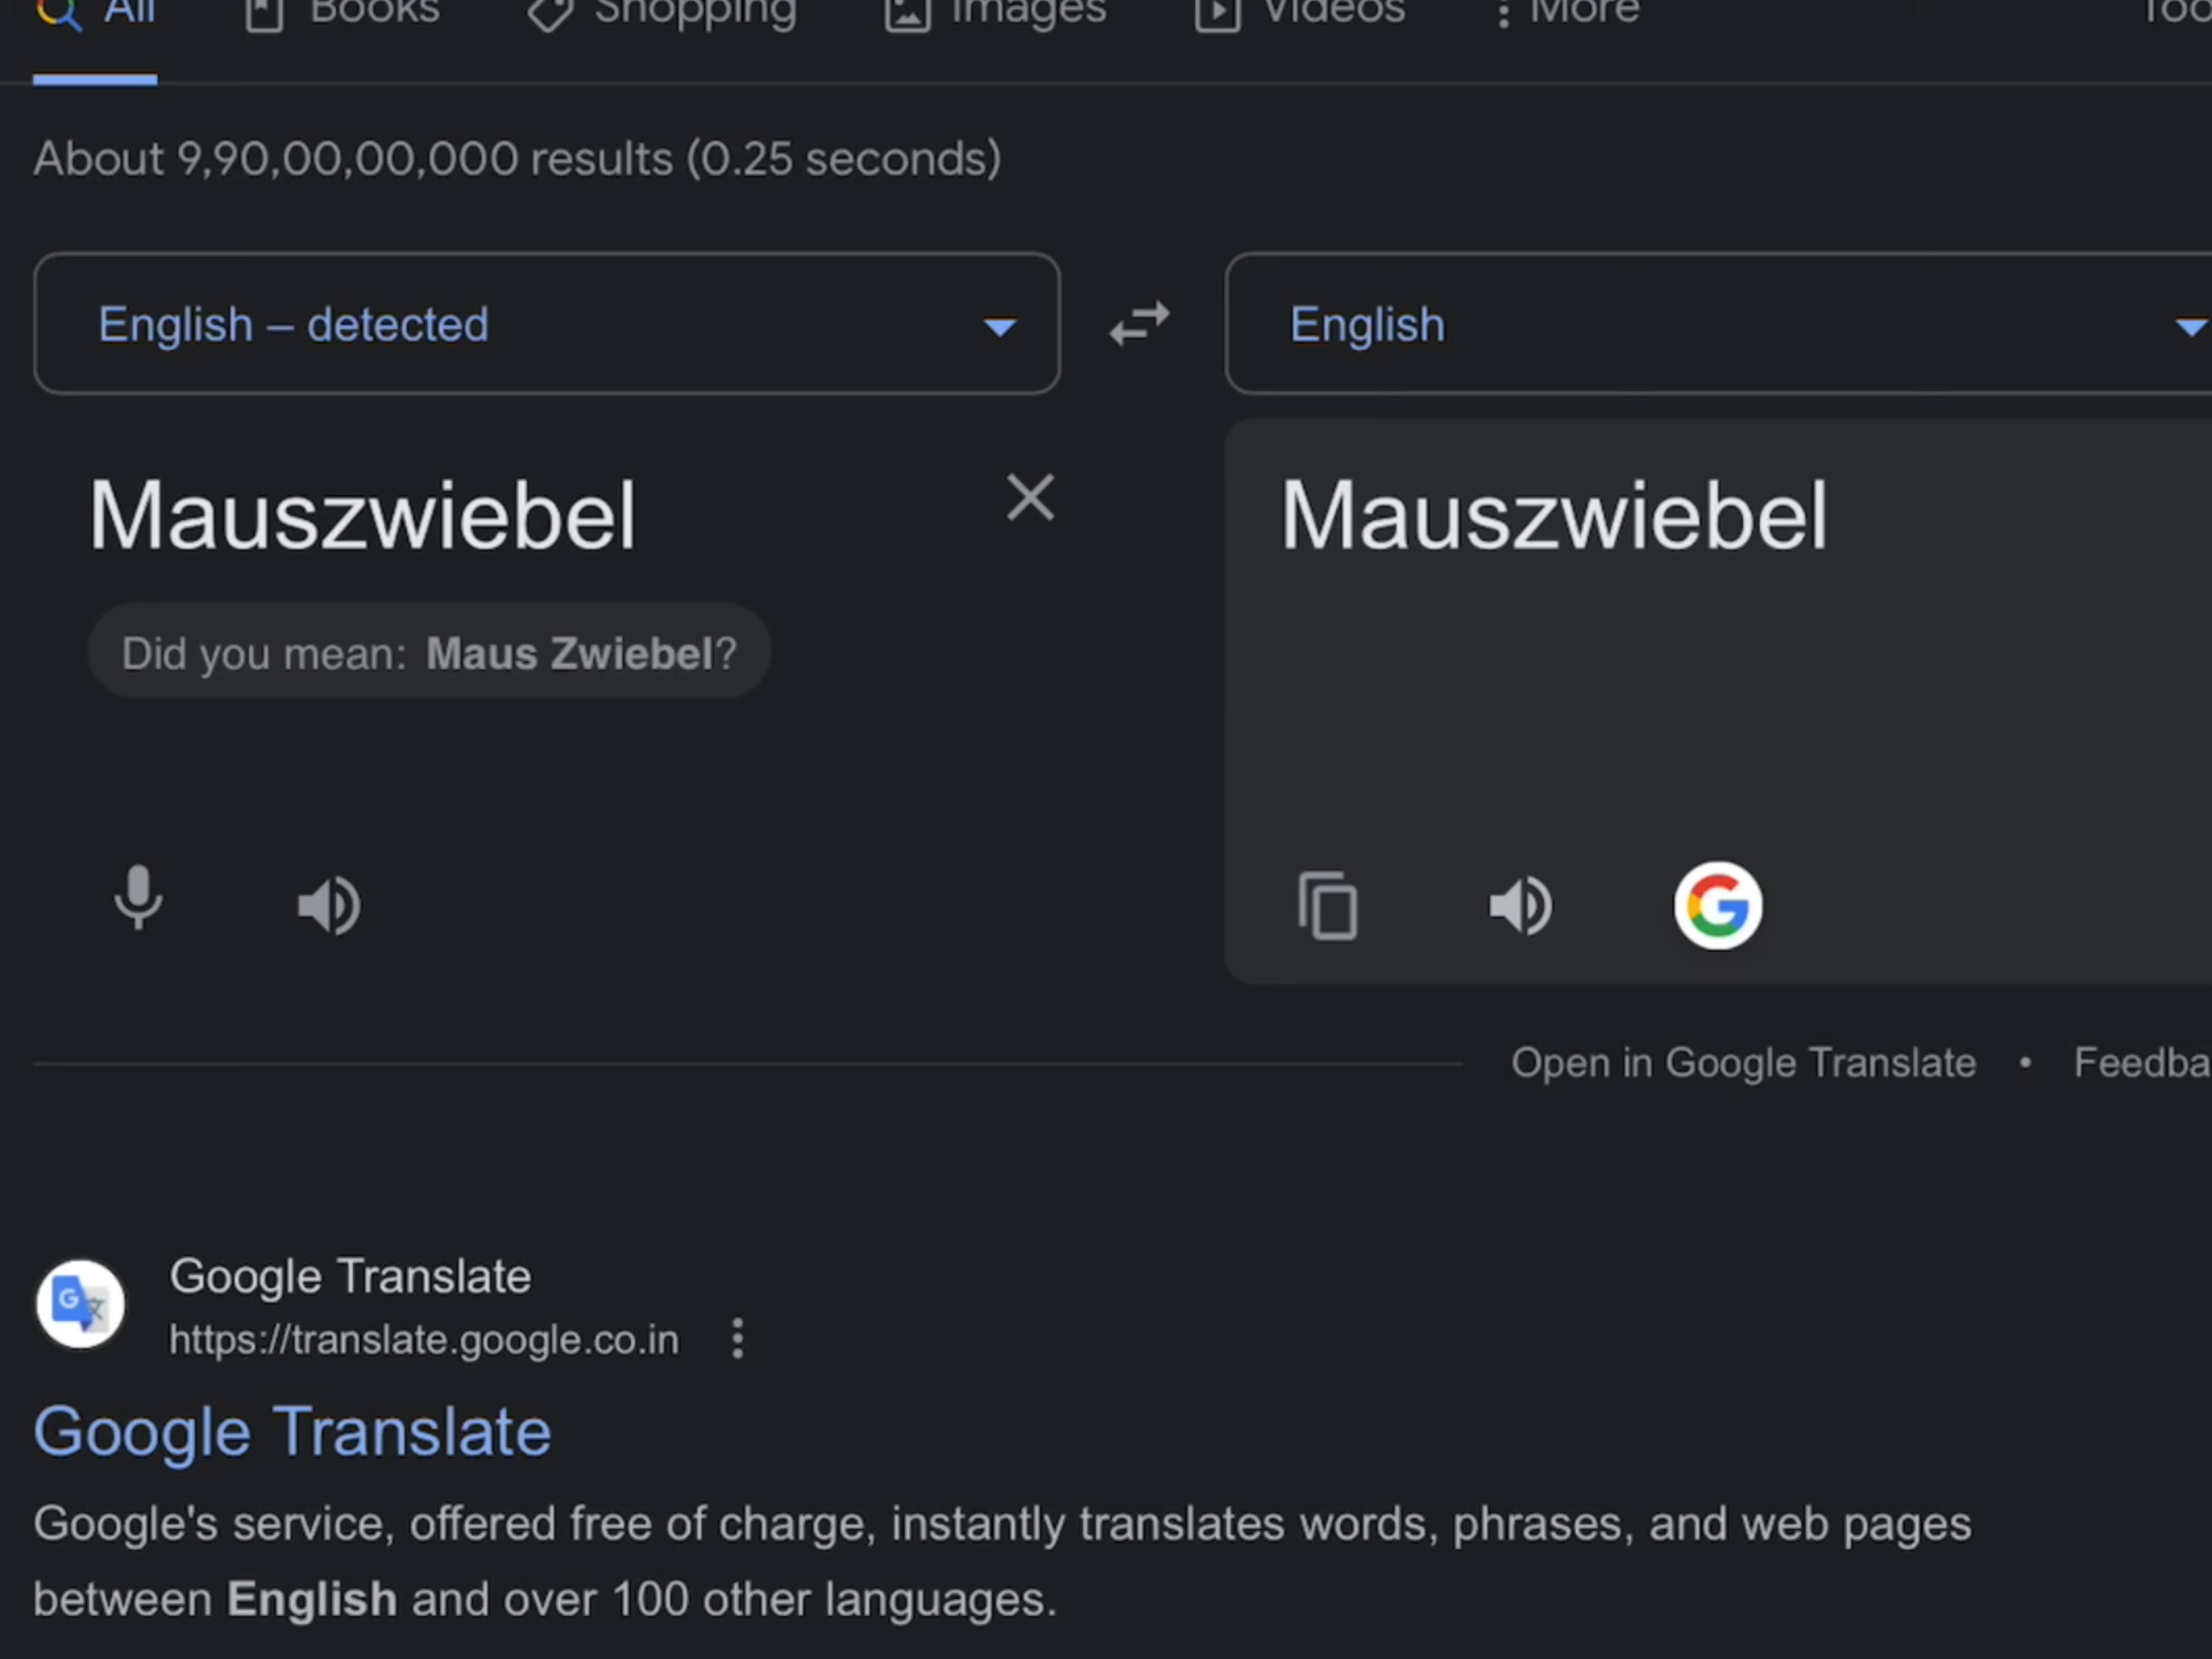 All Books Shopping Images Videos More
About 9,90,00,00,000 results (0.25 seconds)
English – detected English
Mauszwiebel Mauszwiebel
Did you mean: Maus Zwiebel?
Open in Google Translate •
Google Translate
https://translate.google.co.in
Google Translate
Google's service, offered free of charge, instantly translates words, phrases, and web pages
between English and over 100 other languages.